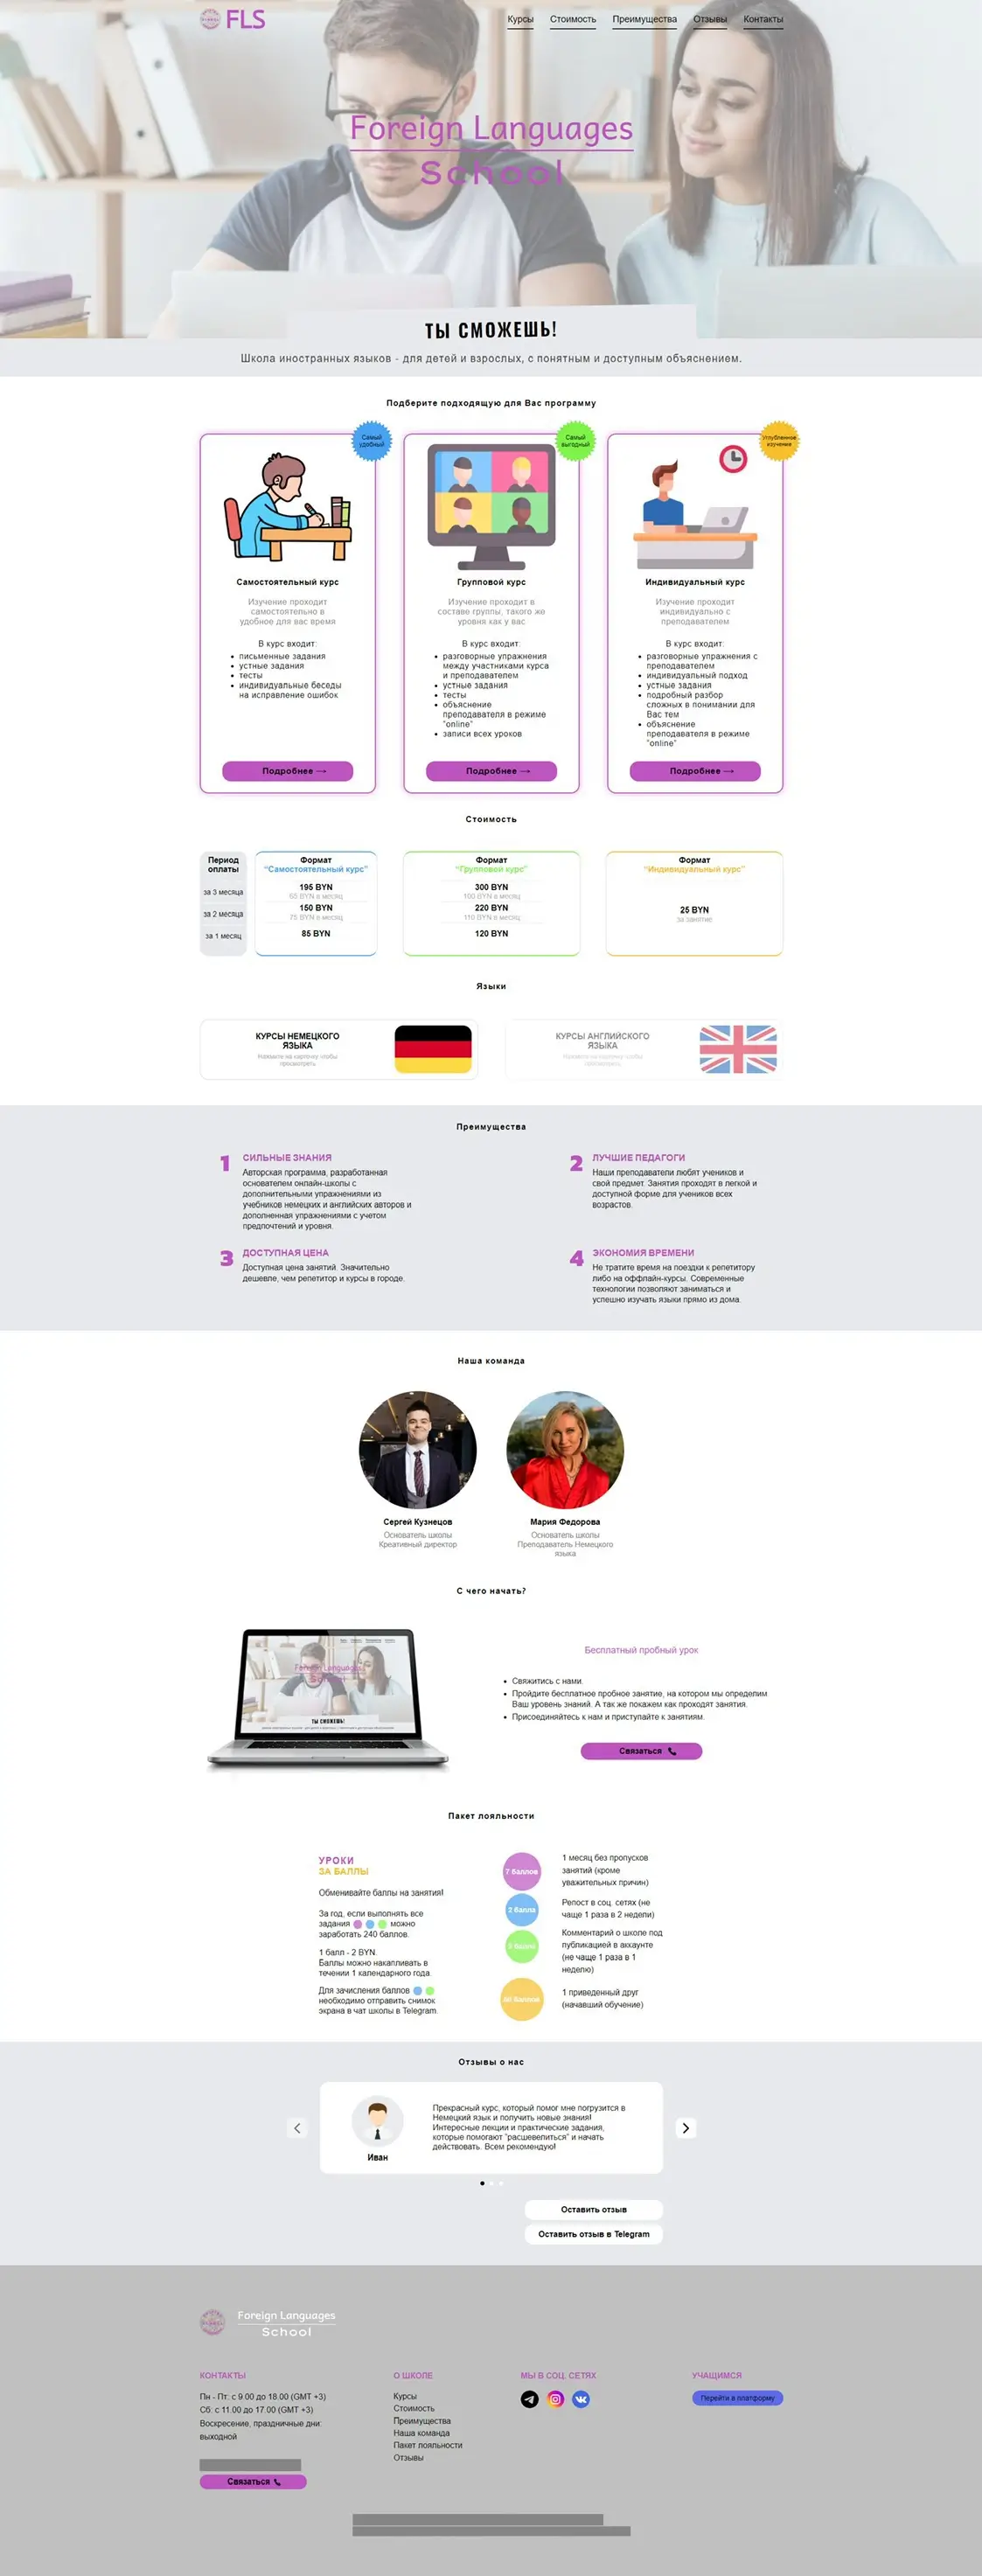 FLS
Курсы Стоимость Преимущества Отзывы Контакты
Foreign Languages
School
ТЫ СМОЖЕШЬ!
Школа иностранных языков - для детей и взрослых, с понятным и доступным объяснением.
Подберите подходящую для Вас программу
Самый
удобный
Самостоятельный курс
Изучение проходит
самостоятельно в
удобное для вас время
В курс входит:
• письменные задания
• устные задания
• тесты
• индивидуальные беседы
на исправление ошибок
Подробнее →
Самый
выгодный
Групповой курс
Изучение проходит в
составе группы, такого же
уровня как у вас
В курс входит:
• разговорные упражнения
между участниками курса
и преподавателем
• устные задания
• тесты
• объяснение
преподавателя в режиме
"online"
• записи всех уроков
Подробнее →
Углубленное
изучение
Индивидуальный курс
Изучение проходит
индивидуально с
преподавателем
В курс входит:
• разговорные упражнения с
преподавателем
• индивидуальный подход
• устные задания
• подробный разбор
сложных в понимании для
Вас тем
• объяснение
преподавателя в режиме
"online"
Подробнее →
Стоимость
Период
оплаты
за 3 месяца
за 2 месяца
за 1 месяц
Формат
"Самостоятельный курс"
195 BYN
65 BYN в месяц
150 BYN
75 BYN в месяц
85 BYN
Формат
"Групповой курс"
300 BYN
100 BYN в месяц
220 BYN
110 BYN в месяц
120 BYN
Формат
"Индивидуальный курс"
25 BYN
за занятие
Языки
КУРСЫ НЕМЕЦКОГО
ЯЗЫКА
Нажмите на карточку чтобы
просмотреть
КУРСЫ АНГЛИЙСКОГО
ЯЗЫКА
Нажмите на карточку чтобы
просмотреть
Преимущества
1 СИЛЬНЫЕ ЗНАНИЯ
Авторская программа, разработанная
основателем онлайн-школы с
дополнительными упражнениями из
учебников немецких и английских авторов и
дополненная упражнениями с учетом
предпочтений и уровня.
2 ЛУЧШИЕ ПЕДАГОГИ
Наши преподаватели любят учеников и
свой предмет. Занятия проходят в легкой и
доступной форме для учеников всех
возрастов.
3 ДОСТУПНАЯ ЦЕНА
Доступная цена занятий. Значительно
дешевле, чем репетитор и курсы в городе.
4 ЭКОНОМИЯ ВРЕМЕНИ
Не тратите время на поездки к репетитору
либо на оффлайн-курсы. Современные
технологии позволяют заниматься и
успешно изучать языки прямо из дома.
Наша команда
Сергей Кузнецов
Основатель школы
Креативный директор
Мария Федорова
Основатель школы
Преподаватель Немецкого
языка
С чего начать?
Foreign Languages
School
ТЫ СМОЖЕШЬ!
Бесплатный пробный урок
• Свяжитись с нами.
• Пройдите бесплатное пробное занятие, на котором мы определим
Ваш уровень знаний. А так же покажем как проходят занятия.
• Присоединяйтесь к нам и приступайте к занятиям.
Связаться
Пакет лояльности
УРОКИ
ЗА БАЛЛЫ
Обменивайте баллы на занятия!
За год, если выполнять все
задания можно
заработать 240 баллов.
1 балл - 2 BYN.
Баллы можно накапливать в
течении 1 календарного года
Для зачисления баллов
необходимо отправить снимок
экрана в чат школы в Telegram.
7 баллов
1 месяц без пропусков
занятий (кроме
уважительных причин)
2 балла
Репост в соц. сетях (не
чаще 1 раза в 2 недели)
Комментарий о школе под
публикацией в аккаунте
(не чаще 1 раза в 1
неделю)
1 приведенный друг
(начавший обучение)
Отзывы о нас
Иван
Прекрасный курс, который помог мне погрузится в
Немецкий язык и получить новые знания!
Интересные лекции и практические задания,
которые помогают "расшевелиться" и начать
действовать. Всем рекомендую!
Оставить отзыв
Оставить отзыв в Telegram
Foreign Languages
School
КОНТАКТЫ
Пн - Пт: с 9.00 до 18.00 (GMT +3)
Сб: с 11.00 до 17.00 (GMT +3)
Воскресение, праздничные дни:
выходной
Связаться
О ШКОЛЕ
Курсы
Стоимость
Преимущества
Наша команда
Пакет лояльности
Отзывы
МЫ В СОЦ. СЕТЯХ
УЧАЩИМСЯ
Перейти в платформу